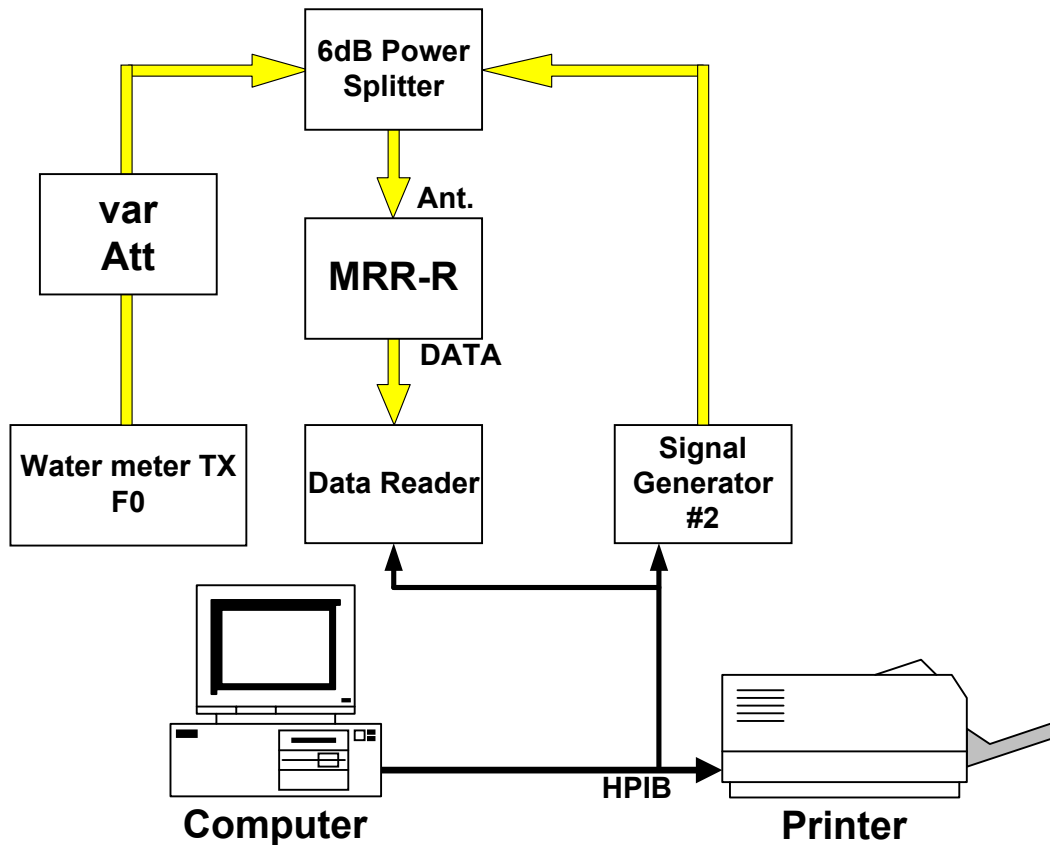 6dB Power
Splitter
var
Att
Ant.
MRR-R
DATA
Water meter TX
F0
Data Reader
Signal
Generator
#2
HPIB
Computer
Printer